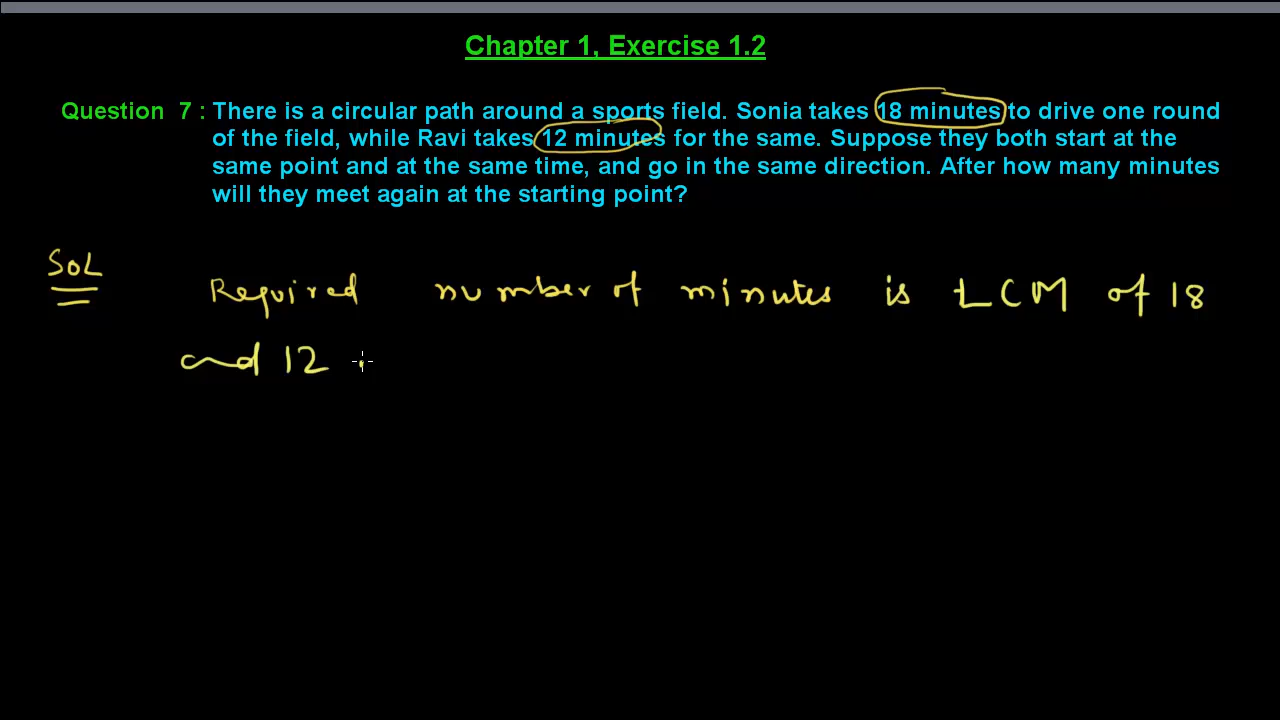 Chapter 1, Exercise 1.2
Question 7 : There is a circular path around a sports field. Sonia takes 18 minutes to drive one round
of the field, while Ravi takes 12 minutes for the same. Suppose they both start at the
same point and at the same time, and go in the same direction. After how many minutes
will they meet again at the starting point?
SOL
Required number of minutes is LCM of 18
and 12 .